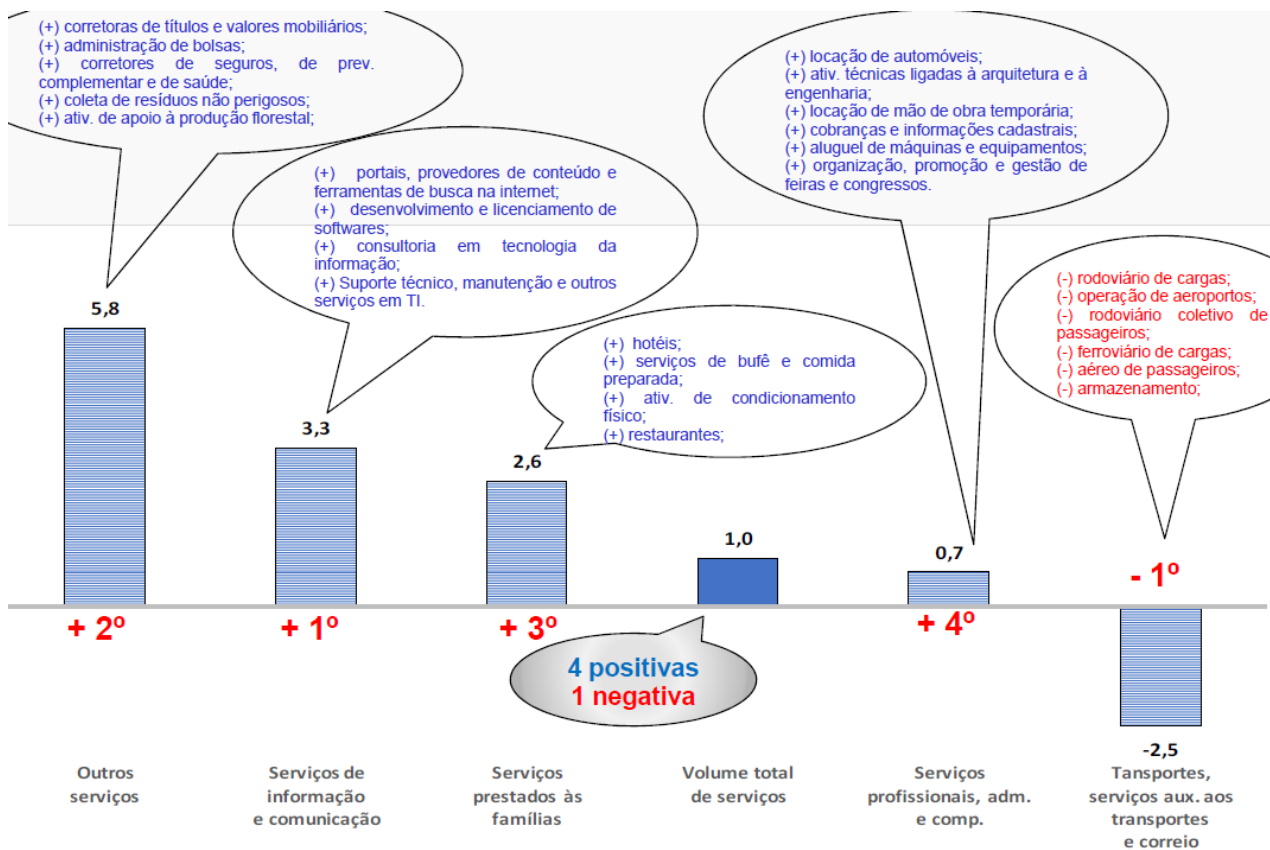 (+) corretoras de títulos e valores mobiliários;
(+) administração de bolsas;
(+) corretores de seguros, de prev.
complementar e de saúde;
(+) coleta de resíduos não perigosos;
(+) ativ. de apoio à produção florestal;
(+) portais, provedores de conteúdo e
ferramentas de busca na internet;
(+) desenvolvimento e licenciamento de
softwares;
(+) consultoria em tecnologia da
informação;
(+) Suporte técnico, manutenção e outros
serviços em TI.
(+) hotéis;
(+) serviços de bufê e comida
preparada;
(+) ativ. de condicionamento
físico;
(+) restaurantes;
(+) locação de automóveis;
(+) ativ. técnicas ligadas à arquitetura e à
engenharia;
(+) locação de mão de obra temporária;
(+) cobranças e informações cadastrais;
(+) aluguel de máquinas e equipamentos;
(+) organização, promoção e gestão de
feiras e congressos.
(-) rodoviário de cargas;
(-) operação de aeroportos;
(-) rodoviário coletivo de
passageiros;
(-) ferroviário de cargas;
(-) aéreo de passageiros;
(-) armazenamento;
5,8
3,3
2,6
1,0
0,7
- 1º
+ 2º
+ 1º
+ 3º
+ 4º
4 positivas
1 negativa
-2,5
Outros
serviços
Serviços de
informação
e comunicação
Serviços
prestados às
famílias
Volume total
de serviços
Serviços
profissionais, adm.
e comp.
Tansportes,
serviços aux. aos
transportes
e correio